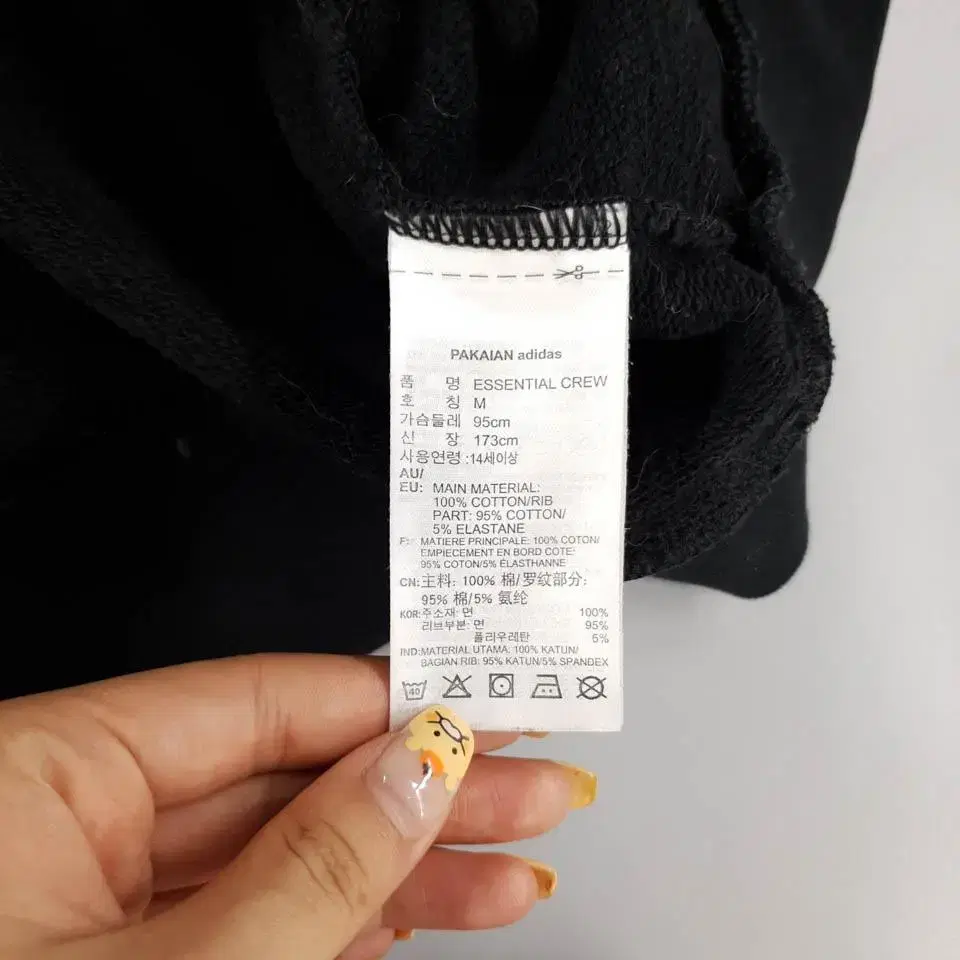 PAKAIAN adidas
품 명 ESSENTIAL CREW
호 칭 M
가슴둘레 95cm
신 장 173cm
사용연령 :14세이상
AU/
EU: MAIN MATERIAL:
100% COTTON/RIB
PART: 95% COTTON/
5% ELASTANE
F: MATIERE PRINCIPALE: 100% COTON/
EMPIECEMENT EN BORD COTE:
95% COTON/5% ÉLASTHANNE
CN: 主料: 100% 棉/罗纹部分:
95% 棉/5% 氨纶
KOR: 주소재: 면 100%
리브부분: 면 95%
폴리우레탄 5%
IND: MATERIAL UTAMA: 100% KATUN/
BAGIAN RIB: 95% KATUN/5% SPANDEX
40